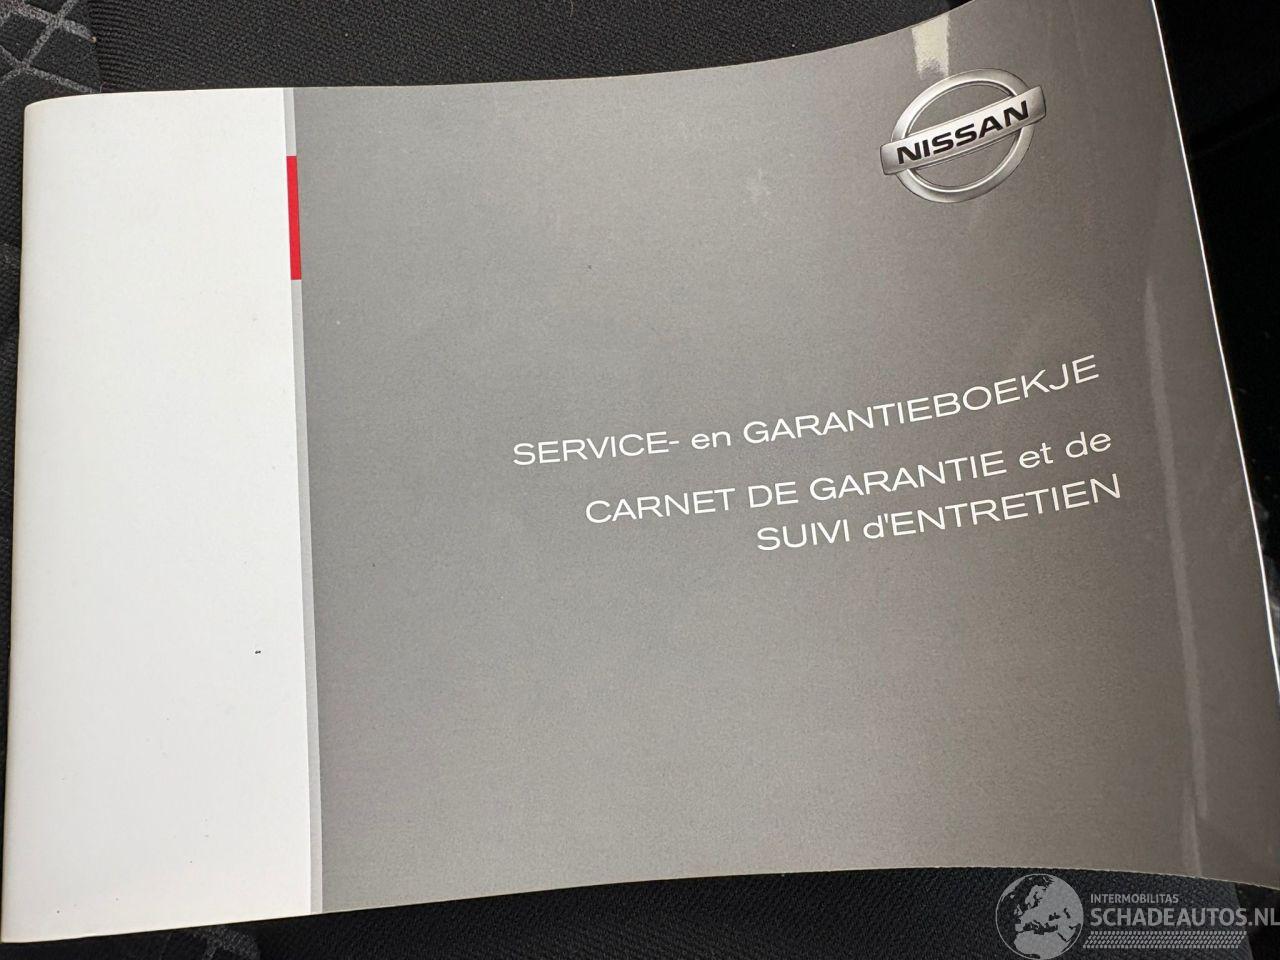 NISSAN
SERVICE- en GARANTIEBOEKJE
CARNET DE GARANTIE et de
SUIVI d'ENTRETIEN
INTERMOBILITAS
SCHADEAUTOS.NL